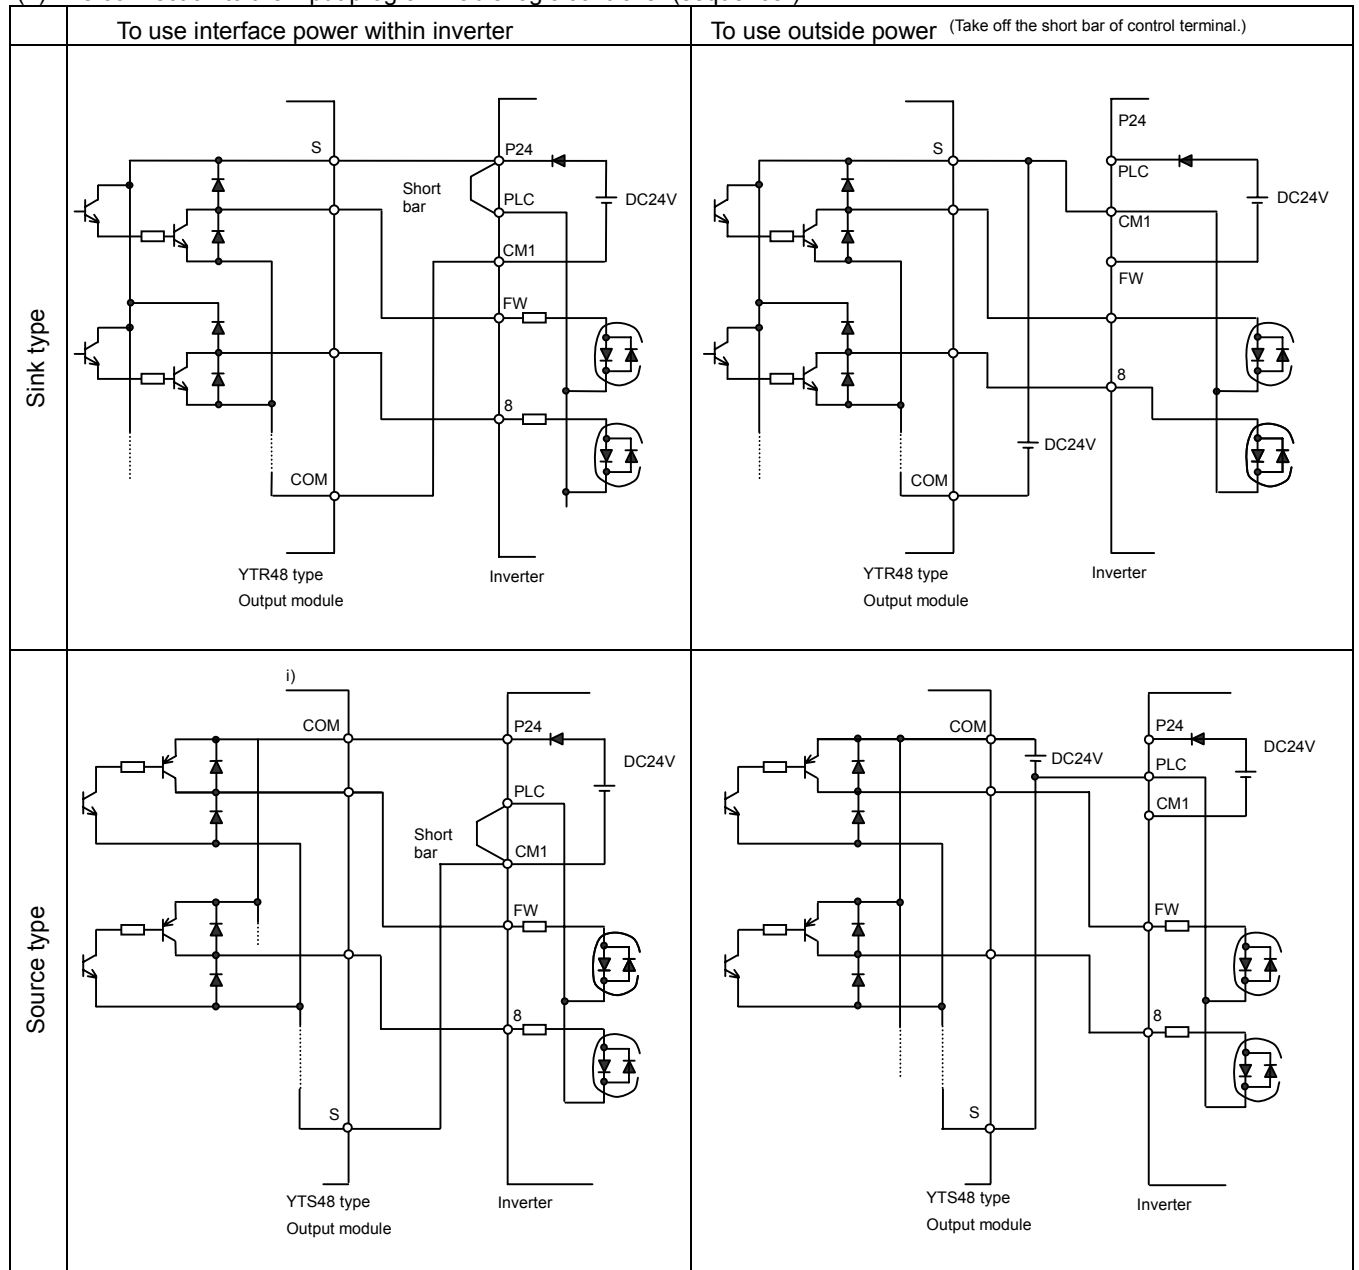 To use interface power within inverter
To use outside power (Take off the short bar of control terminal.)
Sink type
S
P24
Short
bar
PLC
DC24V
CM1
FW
8
COM
YTR48 type
Output module
Inverter
P24
S
PLC
DC24V
CM1
FW
8
DC24V
COM
YTR48 type
Output module
Inverter
Source type
i)
COM
P24
DC24V
PLC
Short
bar
CM1
FW
8
S
YTS48 type
Output module
Inverter
COM
P24
DC24V
DC24V
PLC
CM1
FW
8
S
YTS48 type
Output module
Inverter